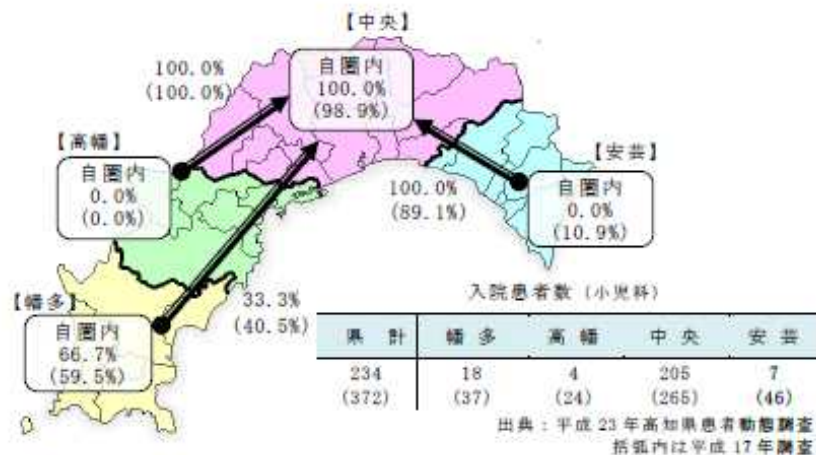 【中央】
自圏内
100.0%
(98.9%)
100.0%
(100.0%)
【高幡】
自圏内
0.0%
(0.0%)
【安芸】
自圏内
0.0%
(10.9%)
100.0%
(89.1%)
【幡多】
自圏内
66.7%
(59.5%)
33.3%
(40.5%)
入院患者数 (小児科)
県 計 幡 多 高 幡 中 央 安 芸
234 18 4 205 7
(372) (37) (24) (265) (46)
出典：平成 23 年高知県患者動態調査
括弧内は平成 17 年調査